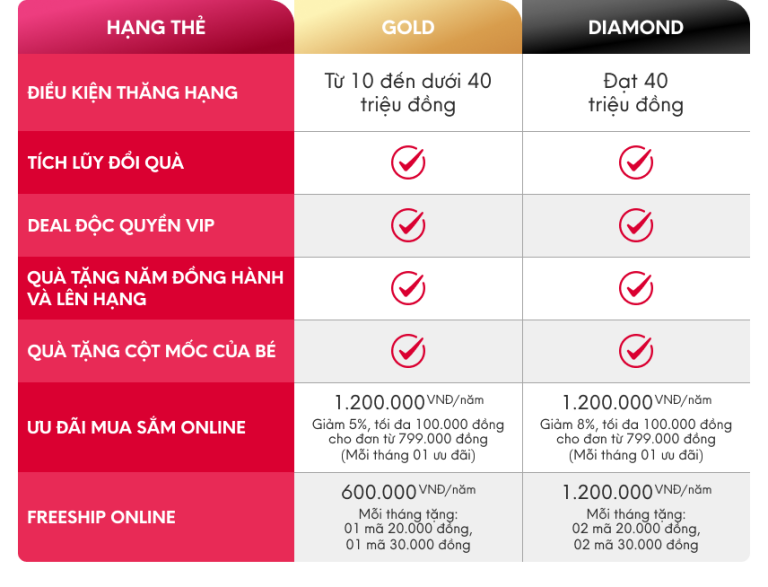 HẠNG THẺ
GOLD
DIAMOND
ĐIỀU KIỆN THĂNG HẠNG
Từ 10 đến dưới 40
triệu đồng
Đạt 40
triệu đồng
TÍCH LŨY ĐỔI QUÀ
DEAL ĐỘC QUYỀN VIP
QUÀ TẶNG NĂM ĐỒNG HÀNH
VÀ LÊN HẠNG
QUÀ TẶNG CỘT MỐC CỦA BÉ
ƯU ĐÃI MUA SẮM ONLINE
1.200.000 VNĐ/năm
Giảm 5%, tối đa 100.000 đồng
cho đơn từ 799.000 đồng
(Mỗi tháng 01 ưu đãi)
1.200.000 VNĐ/năm
Giảm 8%, tối đa 100.000 đồng
cho đơn từ 799.000 đồng
(Mỗi tháng 01 ưu đãi)
FREESHIP ONLINE
600.000 VNĐ/năm
Mỗi tháng tặng:
01 mã 20.000 đồng,
01 mã 30.000 đồng
1.200.000 VNĐ/năm
Mỗi tháng tặng:
02 mã 20.000 đồng,
02 mã 30.000 đồng